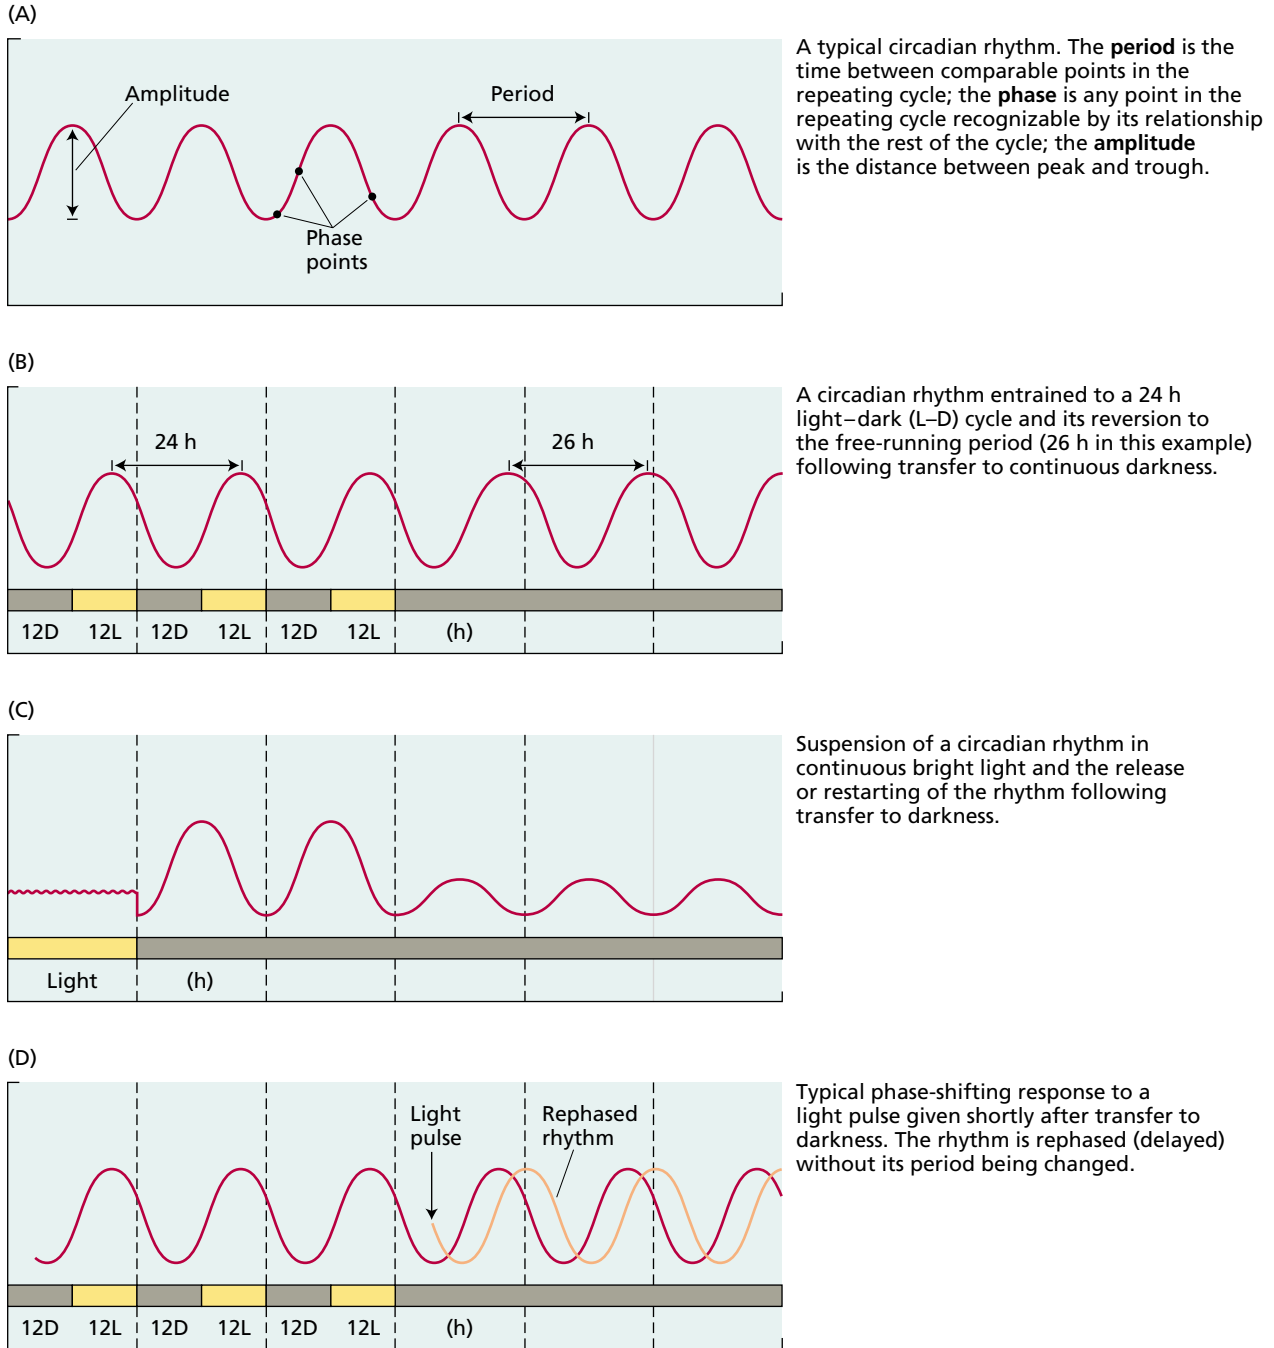 (A)
Amplitude
Period
Phase
points
A typical circadian rhythm. The period is the
time between comparable points in the
repeating cycle; the phase is any point in the
repeating cycle recognizable by its relationship
with the rest of the cycle; the amplitude
is the distance between peak and trough.
(B)
24 h
26 h
12D 12L 12D 12L 12D 12L (h)
A circadian rhythm entrained to a 24 h
light–dark (L–D) cycle and its reversion to
the free-running period (26 h in this example)
following transfer to continuous darkness.
(C)
Light (h)
Suspension of a circadian rhythm in
continuous bright light and the release
or restarting of the rhythm following
transfer to darkness.
(D)
Light
pulse
Rephased
rhythm
12D 12L 12D 12L 12D 12L (h)
Typical phase-shifting response to a
light pulse given shortly after transfer to
darkness. The rhythm is rephased (delayed)
without its period being changed.